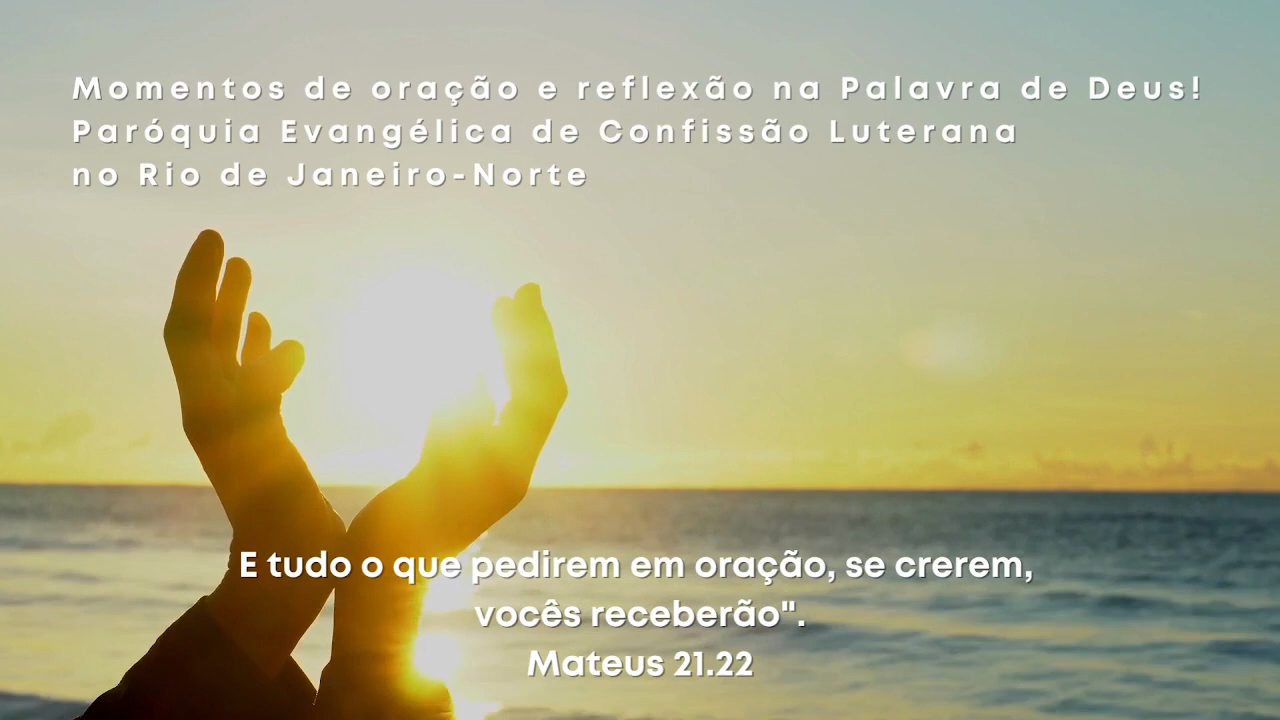 Momentos de oração e reflexão na Palavra de Deus!
Paróquia Evangélica de Confissão Luterana
no Rio de Janeiro-Norte
E tudo o que pedirem em oração, se crerem,
vocês receberão".
Mateus 21.22